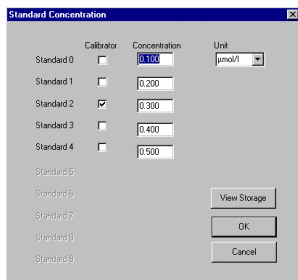 Standard Concentration
Calibrator Concentration Unit
Standard 0 0.100 µmol/l
Standard 1 0.200
Standard 2 0.300
Standard 3 0.400
Standard 4 0.500
Standard 5
Standard 6
Standard 7
Standard 8
Standard 9
View Storage
OK
Cancel